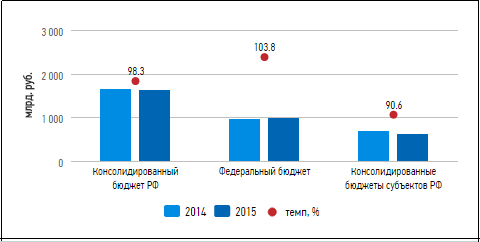 млрд. руб.
3 000
2 000
1 000
0
98.3
103.8
90.6
Консолидированный
бюджет РФ
Федеральный бюджет
Консолидированные
бюджеты субъектов РФ
2014
2015
темп, %